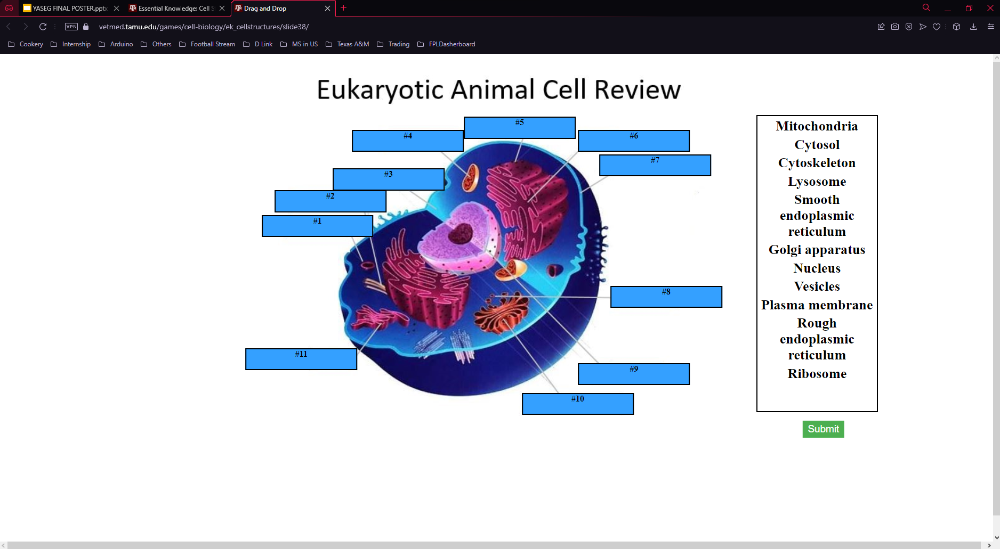 YASEG FINAL POSTER.pptx
Essential Knowledge: Cell S
Drag and Drop
VPN
vetmed.tamu.edu/games/cell-biology/ek_cellstructures/slide38/
Cookery
Internship
Arduino
Others
Football Stream
D Link
MS in US
Texas A&M
Trading
FPLDasherboard
Eukaryotic Animal Cell Review
#5
#4
#6
#7
#3
#2
#1
#8
#11
#9
#10
Mitochondria
Cytosol
Cytoskeleton
Lysosome
Smooth
endoplasmic
reticulum
Golgi apparatus
Nucleus
Vesicles
Plasma membrane
Rough
endoplasmic
reticulum
Ribosome
Submit